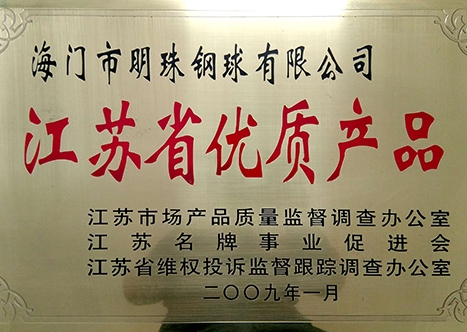 海门市明珠钢球有限公司
江苏省优质产品
江苏市场产品质量监督调查办公室
江苏名牌事业促进会
江苏省维权投诉监督跟踪调查办公室
二〇〇九年一月